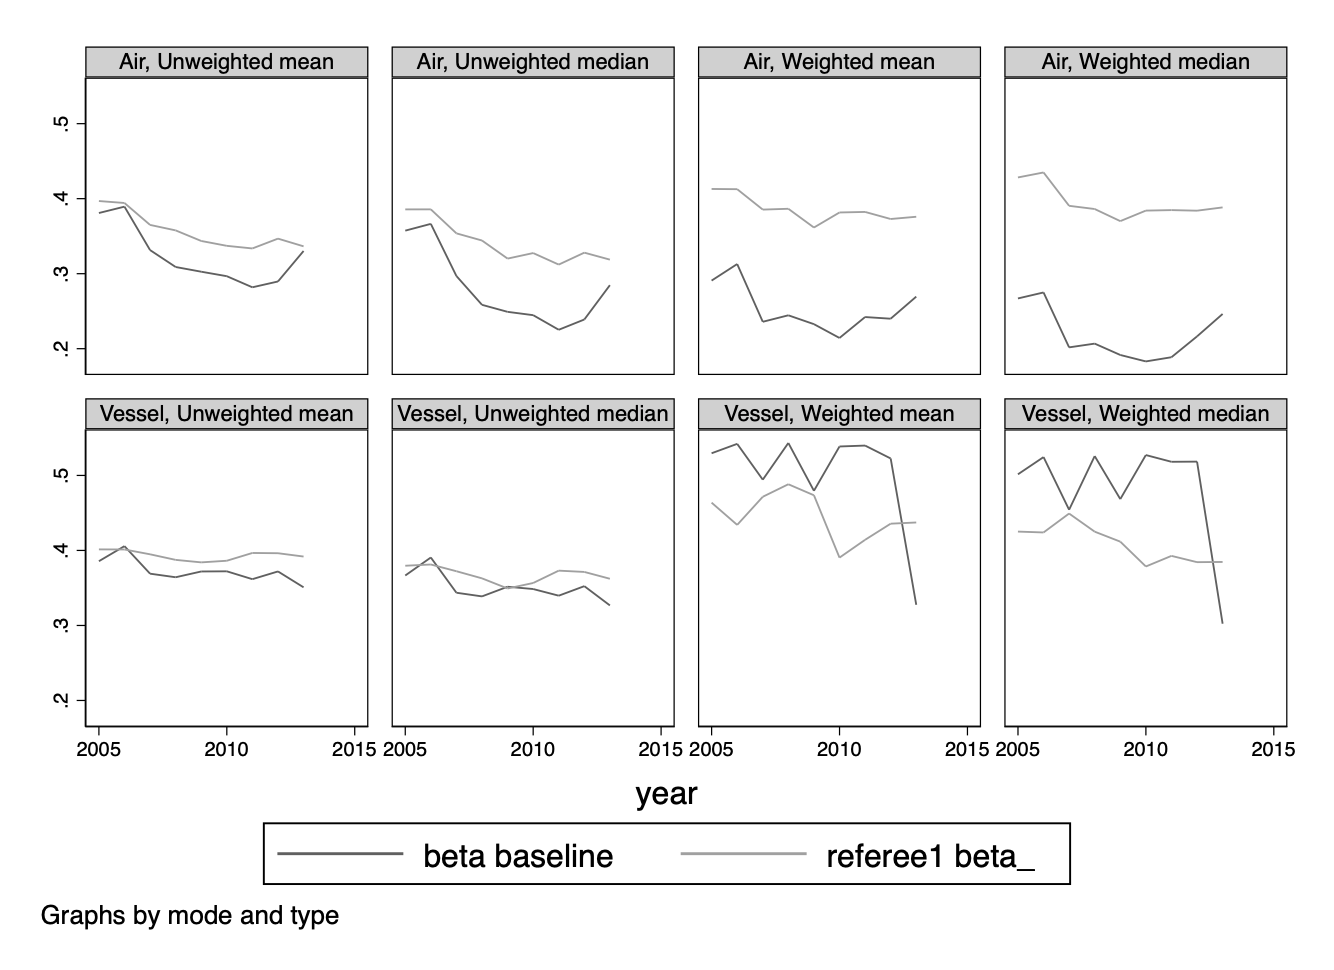 Air, Unweighted mean Air, Unweighted median Air, Weighted mean Air, Weighted median
.5
.4
.3
.2
Vessel, Unweighted mean Vessel, Unweighted median Vessel, Weighted mean Vessel, Weighted median
.5
.4
.3
.2
2005 2010 2015 2005 2010 2015 2005 2010 2015 2005 2010 2015
year
beta baseline referee1 beta_
Graphs by mode and type